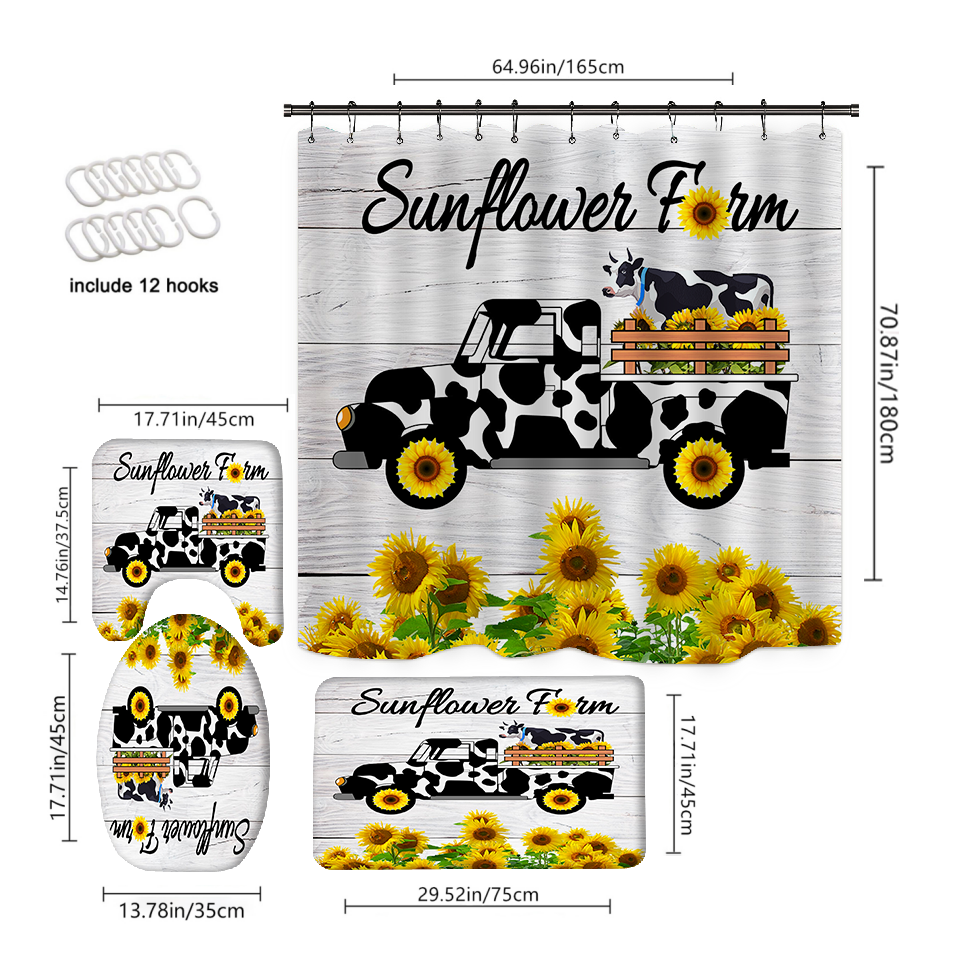 64.96in/165cm
Sunflower Farm
include 12 hooks
70.87in/180cm
17.71in/45cm
Sunflower Farm
14.76in/37.5cm
17.71in/45cm
Sunflower Farm
13.78in/35cm
Sunflower Farm
17.71in/45cm
29.52in/75cm